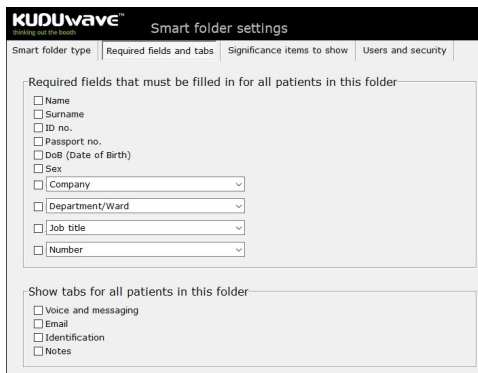 KUDUwave™
thinking out the booth
Smart folder settings
Smart folder type
Required fields and tabs
Significance items to show
Users and security
Required fields that must be filled in for all patients in this folder
Name
Surname
ID no.
Passport no.
DoB (Date of Birth)
Sex
Company
Department/Ward
Job title
Number
Show tabs for all patients in this folder
Voice and messaging
Email
Identification
Notes